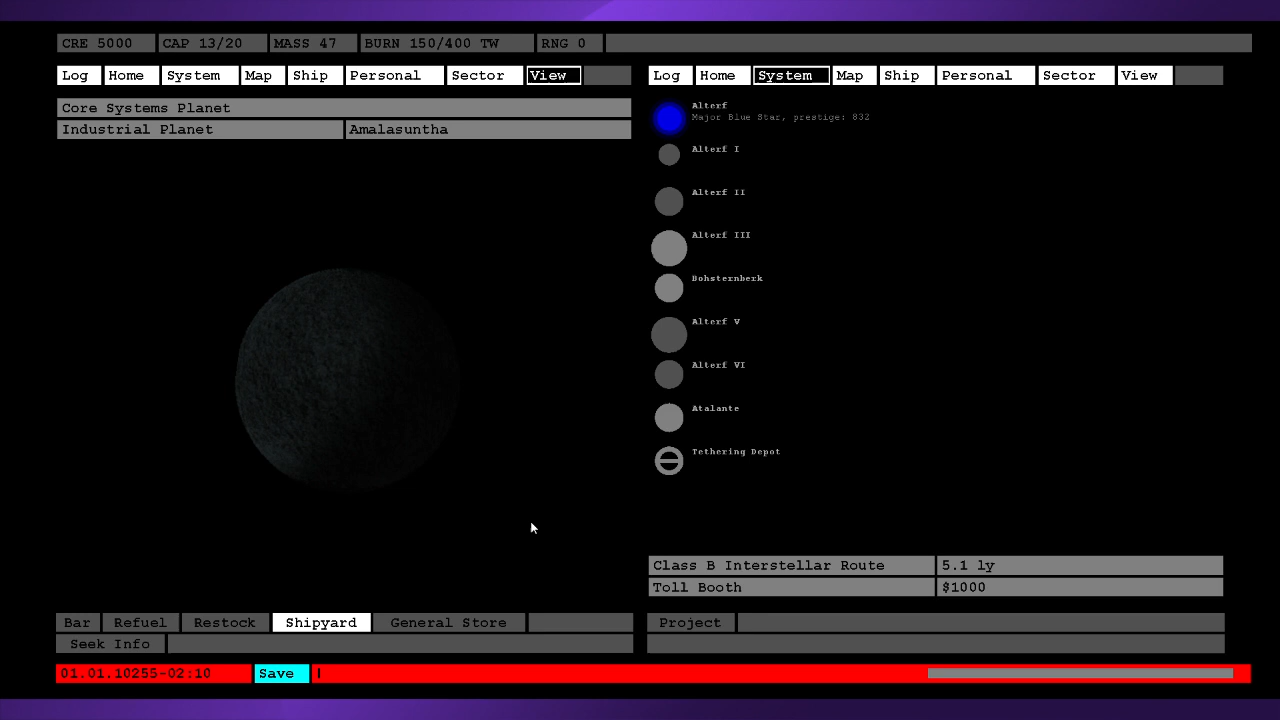 CRE 5000 CAP 13/20 MASS 47 BURN 150/400 TW RNG 0
Log Home System Map Ship Personal Sector View
Core Systems Planet
Industrial Planet Amalasuntha
Bar Refuel Restock Shipyard General Store
Seek Info
Log Home System Map Ship Personal Sector View
Alterf
Major Blue Star, prestige: 832
Alterf I
Alterf II
Alterf III
Bohsternberk
Alterf V
Alterf VI
Atalante
Tethering Depot
Class B Interstellar Route 5.1 ly
Toll Booth $1000
Project
01.01.10255-02:10 Save